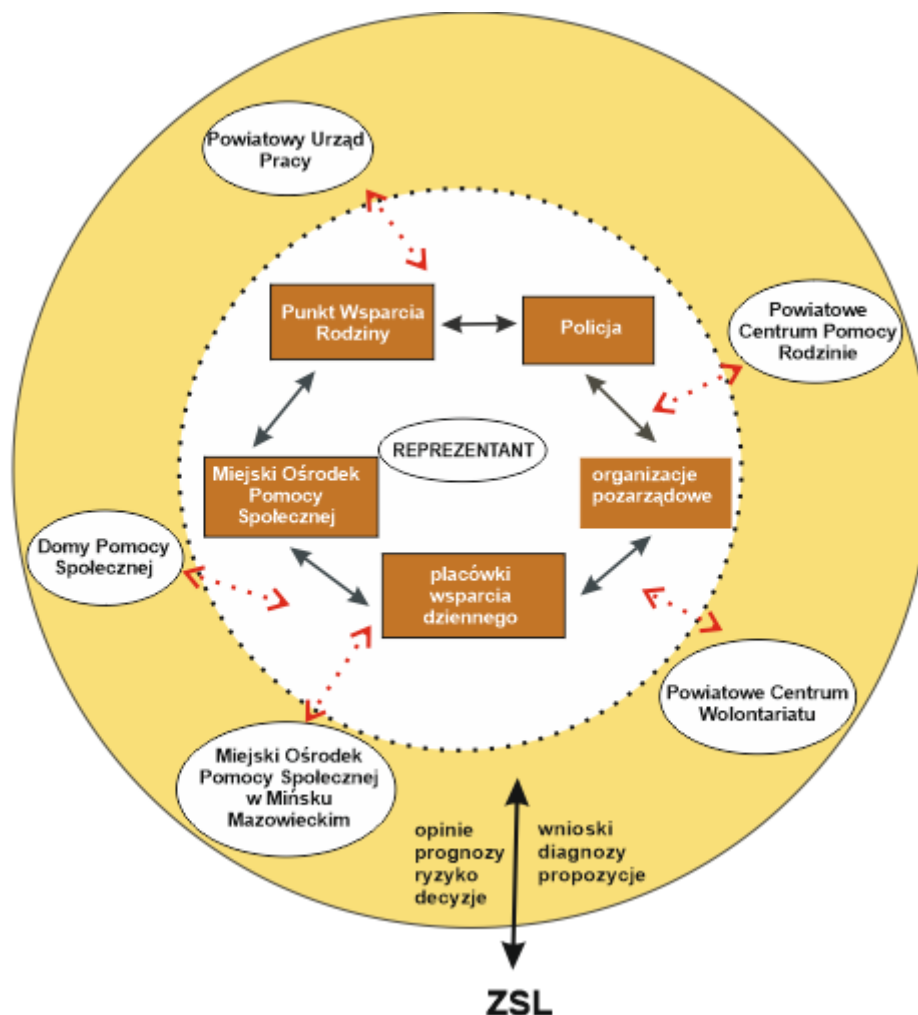 Powiatowy Urząd
Pracy
Punkt Wsparcia
Rodziny
Policja
Powiatowe
Centrum Pomocy
Rodzinie
REPREZENTANT
Miejski Ośrodek
Pomocy
Społecznej
organizacje
pozarządowe
Domy Pomocy
Społecznej
placówki
wsparcia
dziennego
Powiatowe Centrum
Wolontariatu
Miejski Ośrodek
Pomocy Społecznej
w Mińsku
Mazowieckim
opinie
prognozy
ryzyko
decyzje
wnioski
diagnozy
propozycje
ZSL